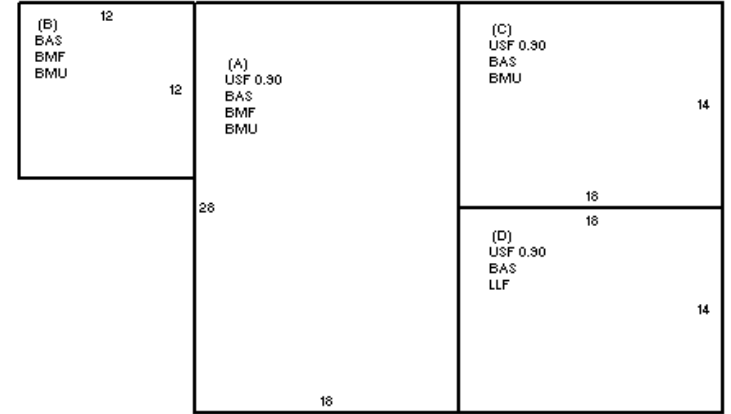 (B)
BAS
BMF
BMU
12
12
(A)
USF 0.90
BAS
BMF
BMU
28
18
(C)
USF 0.90
BAS
BMU
14
18
18
(D)
USF 0.90
BAS
LLF
14